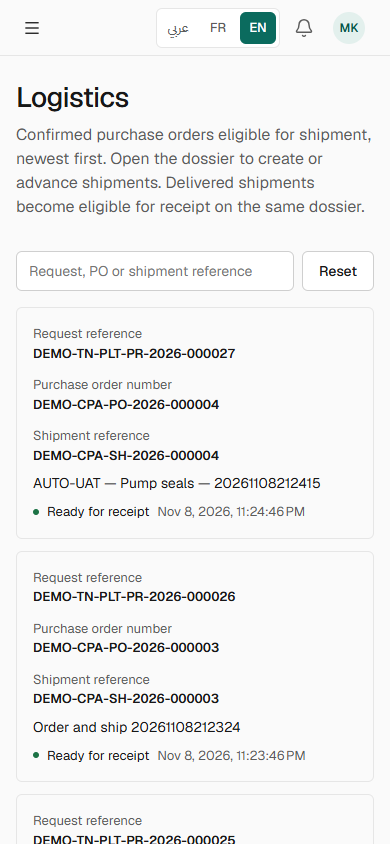 عربي FR EN MK
Logistics
Confirmed purchase orders eligible for shipment,
newest first. Open the dossier to create or
advance shipments. Delivered shipments
become eligible for receipt on the same dossier.
Request, PO or shipment reference Reset
Request reference
DEMO-TN-PLT-PR-2026-000027
Purchase order number
DEMO-CPA-PO-2026-000004
Shipment reference
DEMO-CPA-SH-2026-000004
AUTO-UAT — Pump seals — 20261108212415
Ready for receipt Nov 8, 2026, 11:24:46 PM
Request reference
DEMO-TN-PLT-PR-2026-000026
Purchase order number
DEMO-CPA-PO-2026-000003
Shipment reference
DEMO-CPA-SH-2026-000003
Order and ship 20261108212324
Ready for receipt Nov 8, 2026, 11:23:46 PM
Request reference
DEMO-TN-PLT-PR-2026-000025